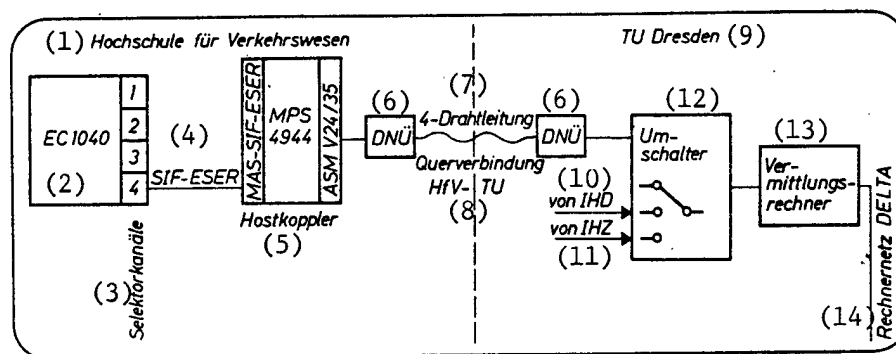 (1) Hochschule für Verkehrswesen
TU Dresden (9)
EC1040
(2)
1
2
3
4
(3)
Selektorkanäle
(4)
SIF-ESER
MAS-SIF-ESER
MPS
4944
ASM V24/35
Hostkoppler
(5)
(6)
DNÜ
(7)
4-Drahtleitung
Querverbindung
HfV- TU
(8)
(6)
DNÜ
(10)
von IHD
von IHZ
(11)
(12)
Um-
schalter
(13)
Ver-
mittlungs-
rechner
(14)
Rechnernetz DELTA